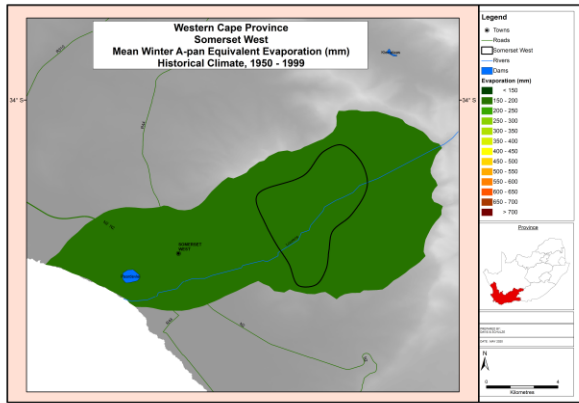 Western Cape Province
Somerset West
Mean Winter A-pan Equivalent Evaporation (mm)
Historical Climate, 1950 - 1999
34° S
34° S
SOMERSET
WEST
Legend
Towns
Roads
Somerset West
Rivers
Dams
Evaporation (mm)
< 150
150 - 200
200 - 250
250 - 300
300 - 350
350 - 400
400 - 450
450 - 500
500 - 550
550 - 600
600 - 650
650 - 700
> 700
Province
N
0
4
Kilometres